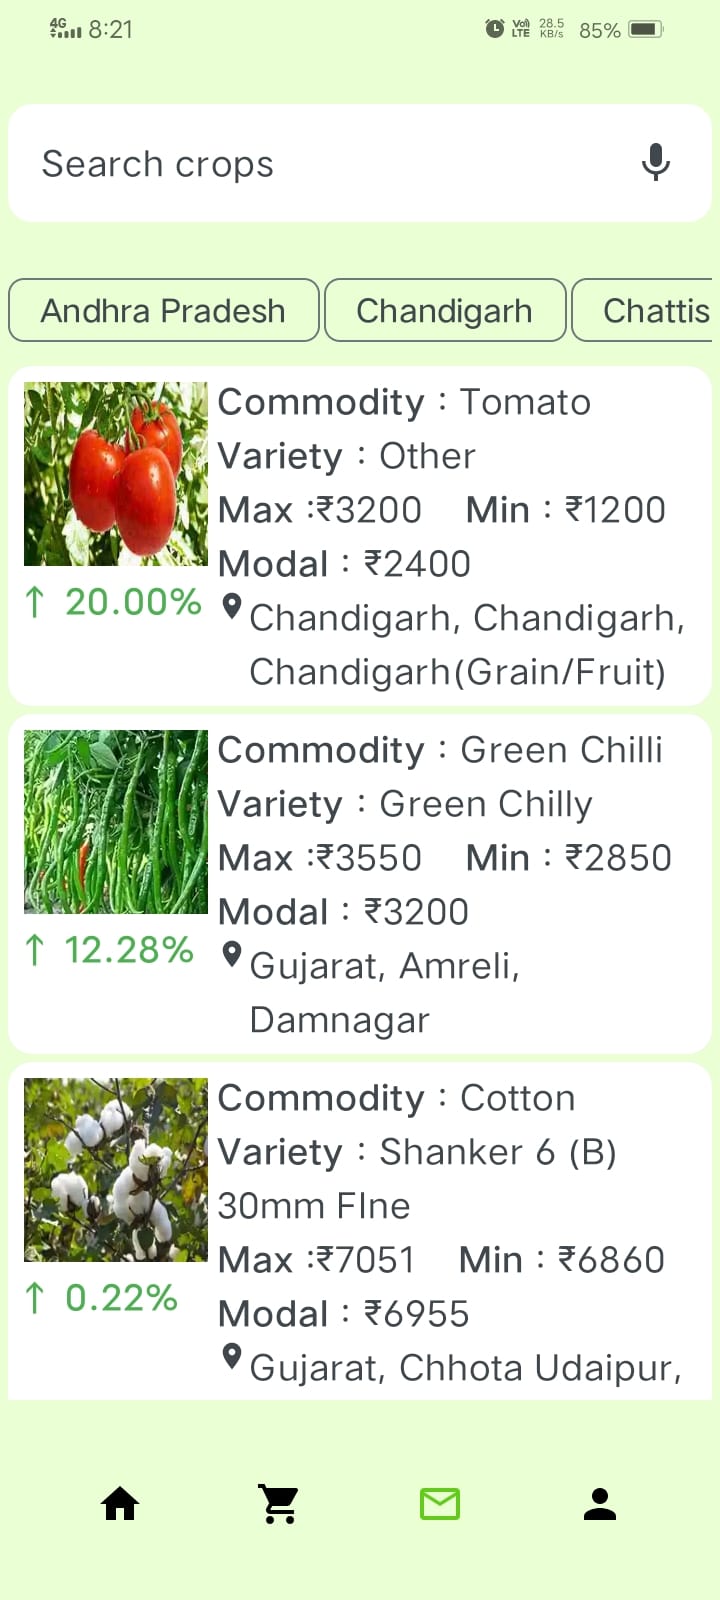 4G 8:21 Vo) LTE 28.5 KB/s 85%
Search crops
Andhra Pradesh Chandigarh Chattis
Commodity : Tomato
Variety : Other
Max :₹3200 Min : ₹1200
Modal : ₹2400
↑ 20.00%
Chandigarh, Chandigarh,
Chandigarh(Grain/Fruit)
Commodity : Green Chilli
Variety : Green Chilly
Max :₹3550 Min : ₹2850
Modal : ₹3200
↑ 12.28%
Gujarat, Amreli,
Damnagar
Commodity : Cotton
Variety : Shanker 6 (B)
30mm FIne
Max :₹7051 Min : ₹6860
Modal : ₹6955
↑ 0.22%
Gujarat, Chhota Udaipur,